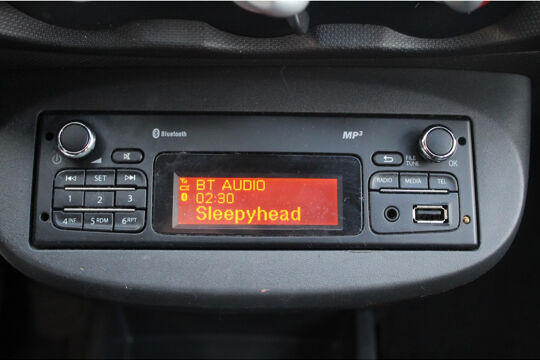 Bluetooth
MP3
FILE
TUNE
OK
SET
RADIO MEDIA TEL
1 2 3
4 INF 5 RDM 6 RPT
BT AUDIO
02:30
Sleepyhead